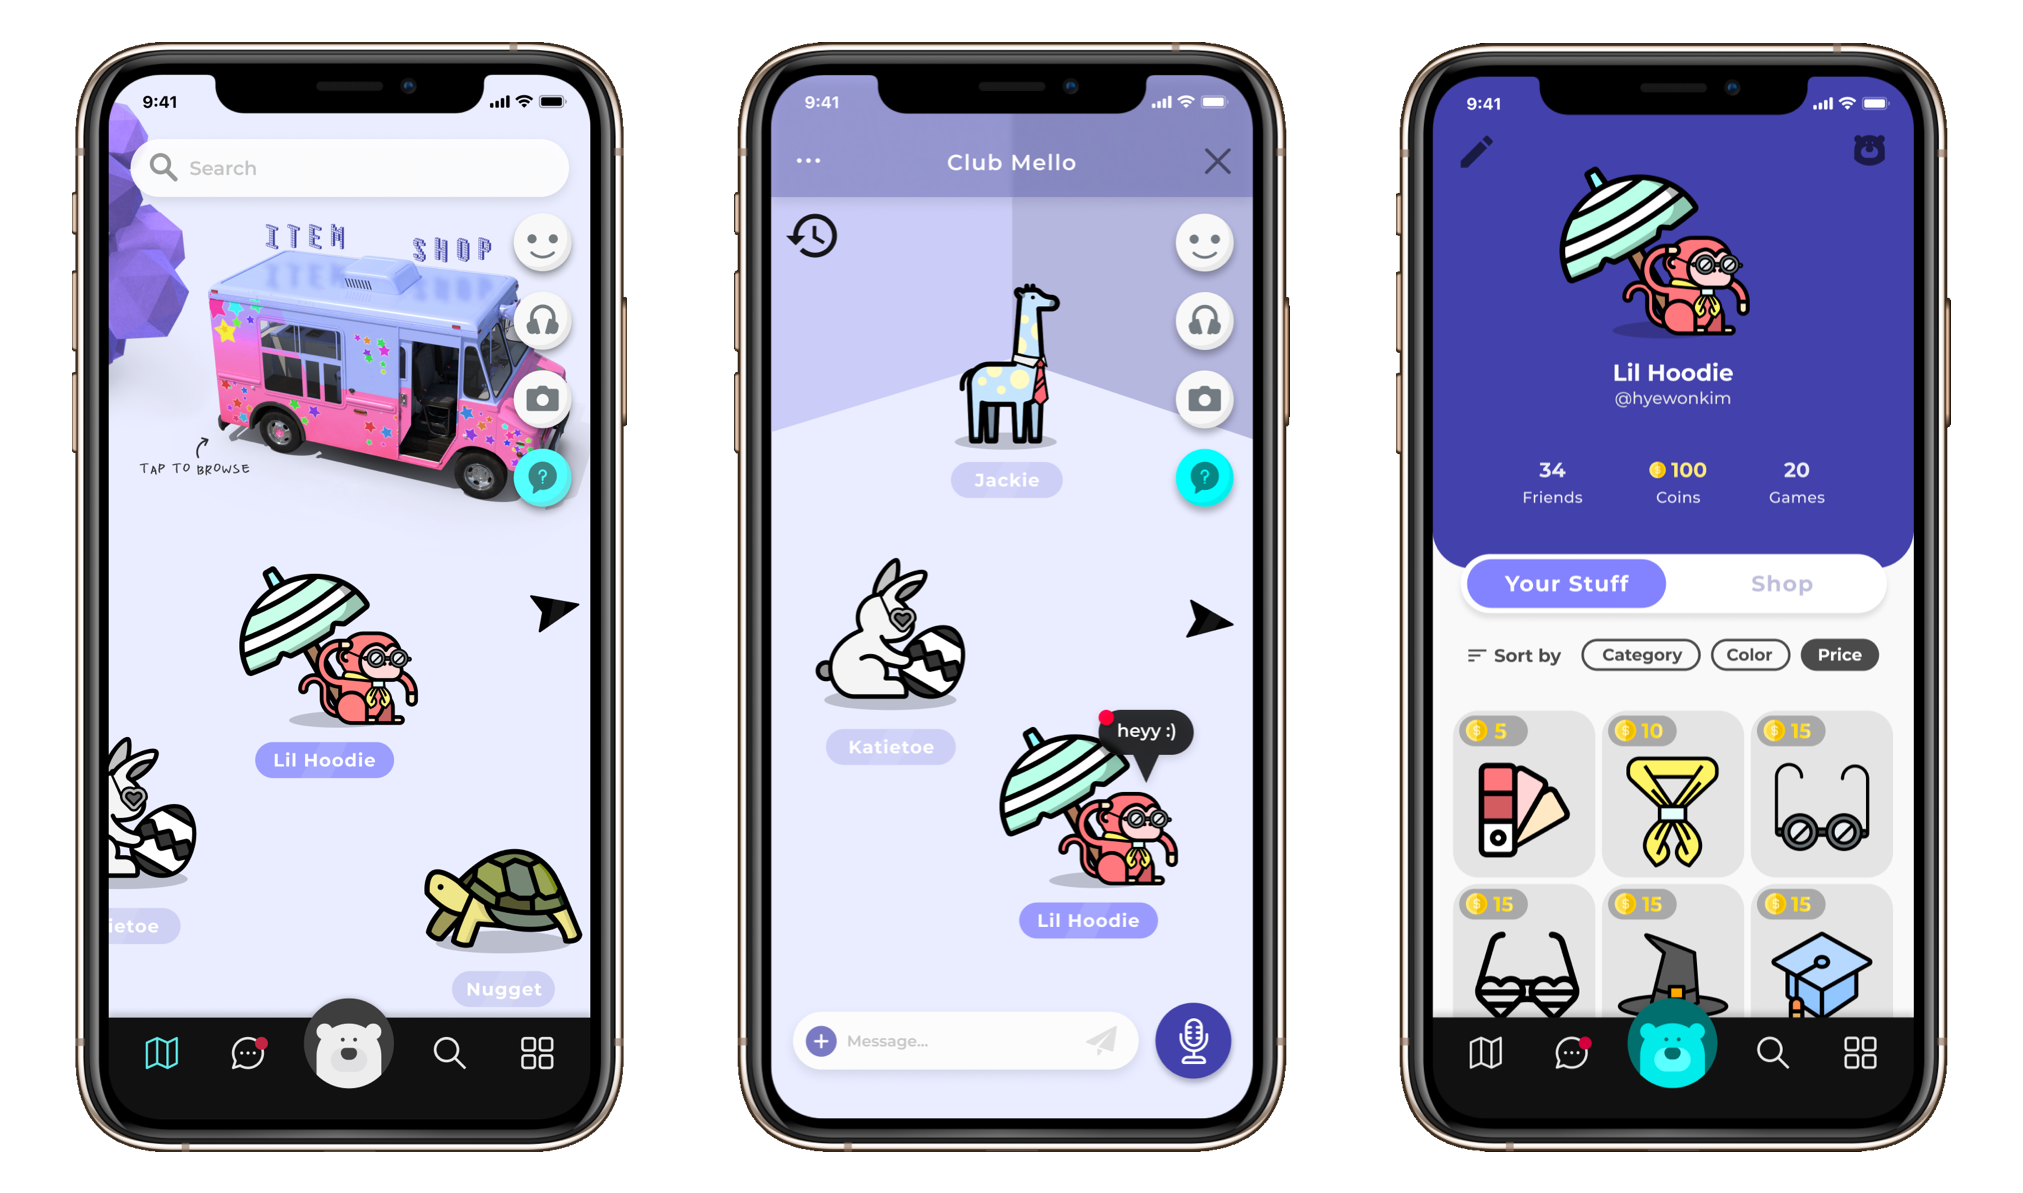 9:41
Search
ITEM SHOP
TAP TO BROWSE
?
Lil Hoodie
ietoe
Nugget
9:41
Club Mello
?
Jackie
Katietoe
heyy :)
Lil Hoodie
Message...
9:41
Lil Hoodie
@hyewonkim
34 100 20
Friends Coins Games
Your Stuff Shop
Sort by Category Color Price
5 10 15
15 15 15